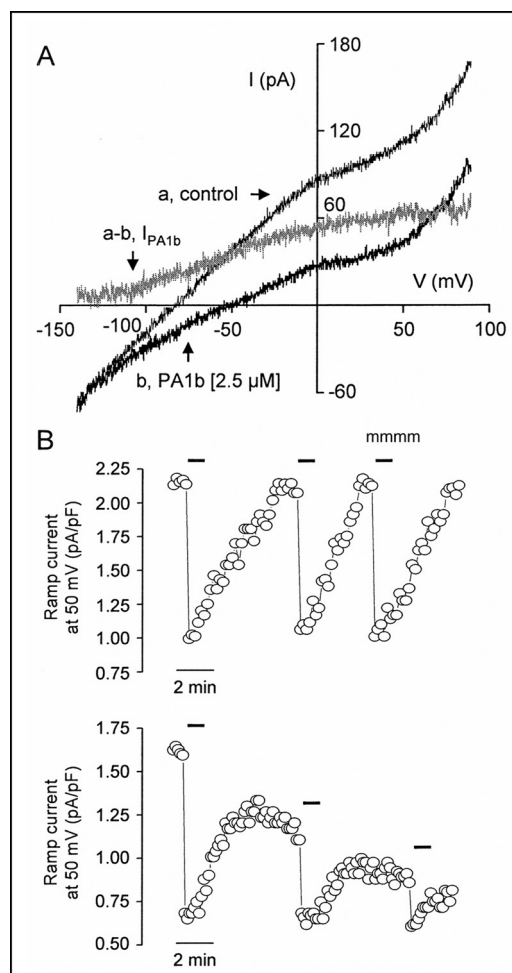 A
I (pA)
180
120
a, control
60
a-b, I PA1b
V (mV)
-150
-100
-50
50
100
b, PA1b [2.5 µM]
-60
B
mmmm
2.25
2.00
1.75
1.50
1.25
1.00
0.75
Ramp current
at 50 mV (pA/pF)
2 min
1.75
1.50
1.25
1.00
0.75
0.50
Ramp current
at 50 mV (pA/pF)
2 min